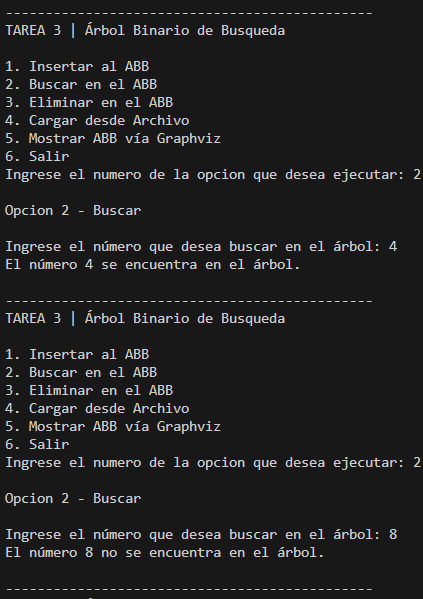 ----------------------------------------------
TAREA 3 | Árbol Binario de Busqueda
1. Insertar al ABB
2. Buscar en el ABB
3. Eliminar en el ABB
4. Cargar desde Archivo
5. Mostrar ABB vía Graphviz
6. Salir
Ingrese el numero de la opcion que desea ejecutar: 2
Opcion 2 - Buscar
Ingrese el número que desea buscar en el árbol: 4
El número 4 se encuentra en el árbol.
----------------------------------------------
TAREA 3 | Árbol Binario de Busqueda
1. Insertar al ABB
2. Buscar en el ABB
3. Eliminar en el ABB
4. Cargar desde Archivo
5. Mostrar ABB vía Graphviz
6. Salir
Ingrese el numero de la opcion que desea ejecutar: 2
Opcion 2 - Buscar
Ingrese el número que desea buscar en el árbol: 8
El número 8 no se encuentra en el árbol.
----------------------------------------------